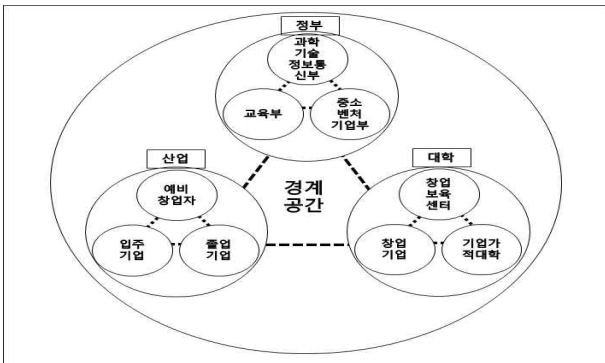 정부
과학
기술
정보통
신부
교육부
중소
벤처
기업부
산업
예비
창업자
입주
기업
졸업
기업
경계
공간
대학
창업
보육
센터
창업
기업
기업가
적대학